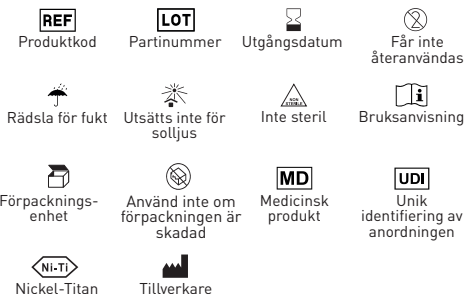 REF
LOT
Produktkod
Partinummer
Utgångsdatum
Får inte
återanvändas
NON
STERILE
Rädsla för fukt
Utsätts inte för
solljus
Inte steril
Bruksanvisning
MD
UDI
Förpacknings-
enhet
Använd inte om
förpackningen är
skadad
Medicinsk
produkt
Unik
identifiering av
anordningen
Ni-Ti
Nickel-Titan
Tillverkare